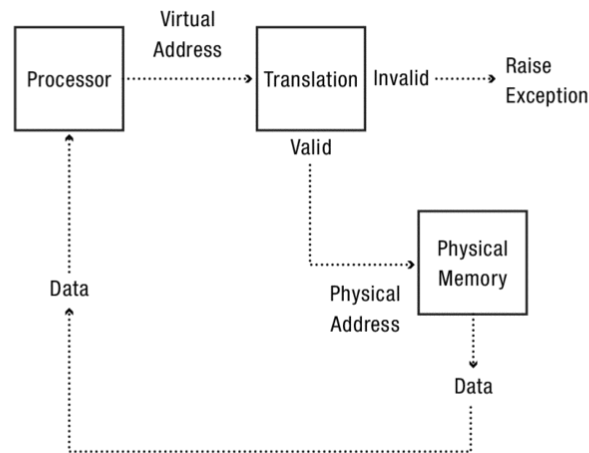 Virtual
Address
Processor
Translation
Invalid
Raise
Exception
Valid
Physical
Memory
Physical
Address
Data
Data